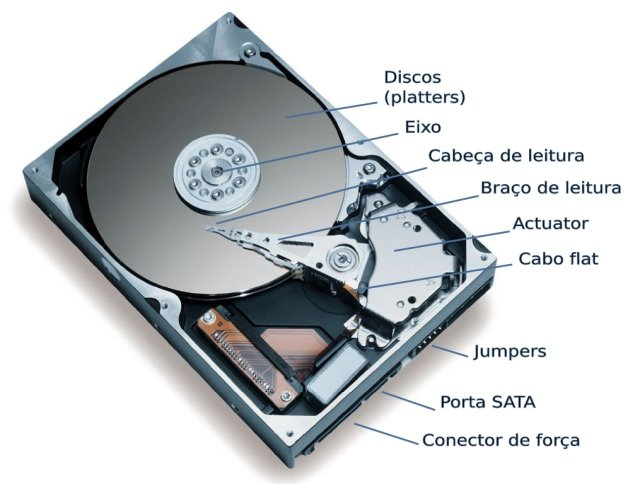 Discos
(platters)
Eixo
Cabeça de leitura
Braço de leitura
Actuator
Cabo flat
Jumpers
Porta SATA
Conector de força